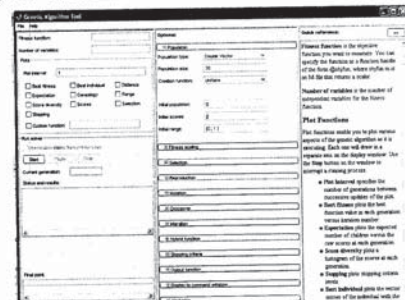 Genetic Algorithm Tool
File Help
Fitness function:
Number of variables:
Plots
Plot interval: 1
Best fitness Best individual Distance
Expectation Genealogy Range
Score diversity Scores Selection
Stopping
Custom function:
Run solver
Start
Current generation:
Status and results:
Final point:
Options:
Population
Population type: Double Vector
Population size: 20
Creation function: Uniform
Initial population: []
Initial scores: []
Initial range: [0;1]
Fitness scaling
Selection
Reproduction
Mutation
Crossover
Migration
Hybrid function
Stopping criteria
Output function
Display to command window
Quick reference
Fitness function is the objective
function you want to minimize. You can
specify the function as a function handle
of the form @objfun, where objfun.m is
an M-file that returns a scalar.
Number of variables is the number of
independent variables for the fitness
function.
Plot Functions
Plot functions enable you to plot various
aspects of the genetic algorithm as it is
executing. Each one will draw in a
separate axis on the display window. Use
the Stop button on the window to
interrupt a running process.
Plot interval specifies the
number of generations between
successive updates of the plot.
Best fitness plots the best
function value in each generation
versus iteration number.
Expectation plots the expected
number of children versus the
raw scores at each generation.
Score diversity plots a
histogram of the scores at each
generation.
Stopping plots stopping criteria
levels.
Best individual plots the vector
entries of the individual with the